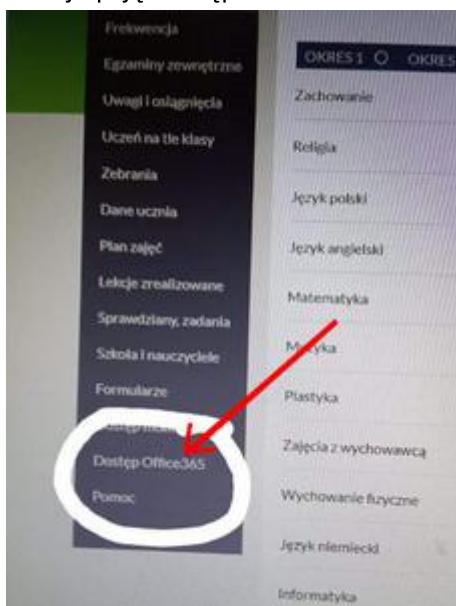 Frekwencja
Egzaminy zewnętrzne
Uwagi i osiągnięcia
Uczeń na tle klasy
Zebrania
Dane ucznia
Plan zajęć
Lekcje zrealizowane
Sprawdziany, zadania
Szkoła i nauczyciele
Formularze
Dostęp Office365
Pomoc
OKRES 1 OKRES
Zachowanie
Religia
Język polski
Język angielski
Matematyka
Muzyka
Plastyka
Zajęcia z wychowawcą
Wychowanie fizyczne
Język niemiecki
Informatyka